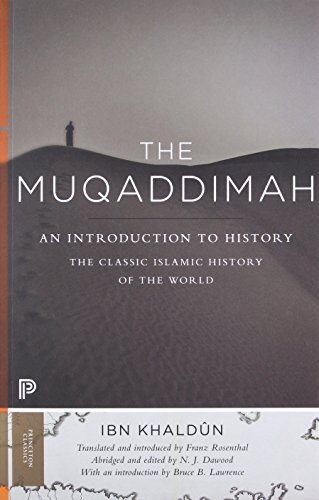 THE
MUQADDIMAH
AN INTRODUCTION TO HISTORY
THE CLASSIC ISLAMIC HISTORY
OF THE WORLD
P
PRINCETON
CLASSICS
IBN KHALDÛN
Translated and introduced by Franz Rosenthal
Abridged and edited by N. J. Dawood
With an introduction by Bruce B. Lawrence